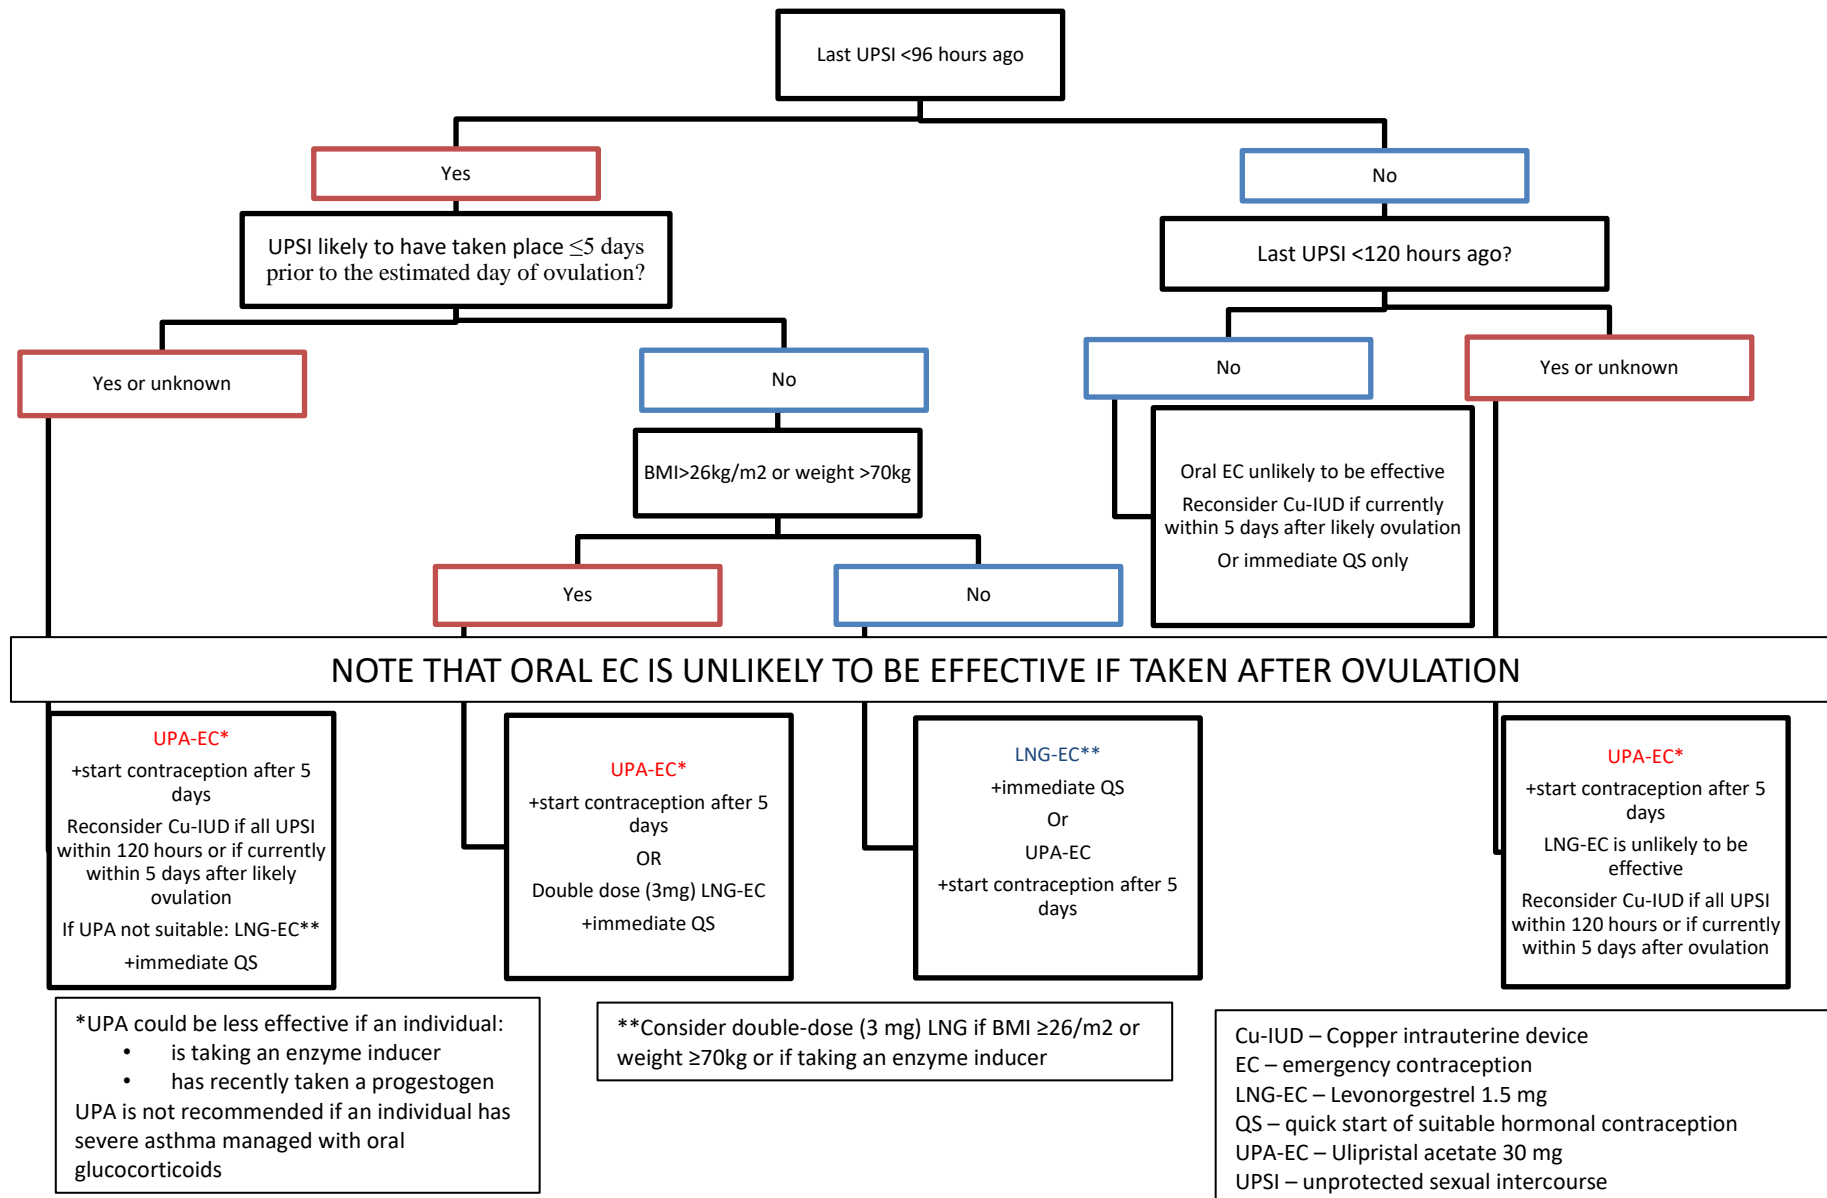 Last UPSI <96 hours ago
Yes
No
UPSI likely to have taken place ≤5 days
prior to the estimated day of ovulation?
Last UPSI <120 hours ago?
Yes or unknown
No
No
Yes or unknown
BMI>26kg/m2 or weight >70kg
Oral EC unlikely to be effective
Reconsider Cu-IUD if currently
within 5 days after likely ovulation
Or immediate QS only
Yes
No
NOTE THAT ORAL EC IS UNLIKELY TO BE EFFECTIVE IF TAKEN AFTER OVULATION
UPA-EC*
+start contraception after 5
days
Reconsider Cu-IUD if all UPSI
within 120 hours or if currently
within 5 days after likely
ovulation
If UPA not suitable: LNG-EC**
+immediate QS
UPA-EC*
+start contraception after 5
days
OR
Double dose (3mg) LNG-EC
+immediate QS
LNG-EC**
+immediate QS
Or
UPA-EC
+start contraception after 5
days
UPA-EC*
+start contraception after 5
days
LNG-EC is unlikely to be
effective
Reconsider Cu-IUD if all UPSI
within 120 hours or if currently
within 5 days after ovulation
*UPA could be less effective if an individual:
• is taking an enzyme inducer
• has recently taken a progestogen
UPA is not recommended if an individual has
severe asthma managed with oral
glucocorticoids
**Consider double-dose (3 mg) LNG if BMI ≥26/m2 or
weight ≥70kg or if taking an enzyme inducer
Cu-IUD – Copper intrauterine device
EC – emergency contraception
LNG-EC – Levonorgestrel 1.5 mg
QS – quick start of suitable hormonal contraception
UPA-EC – Ulipristal acetate 30 mg
UPSI – unprotected sexual intercourse